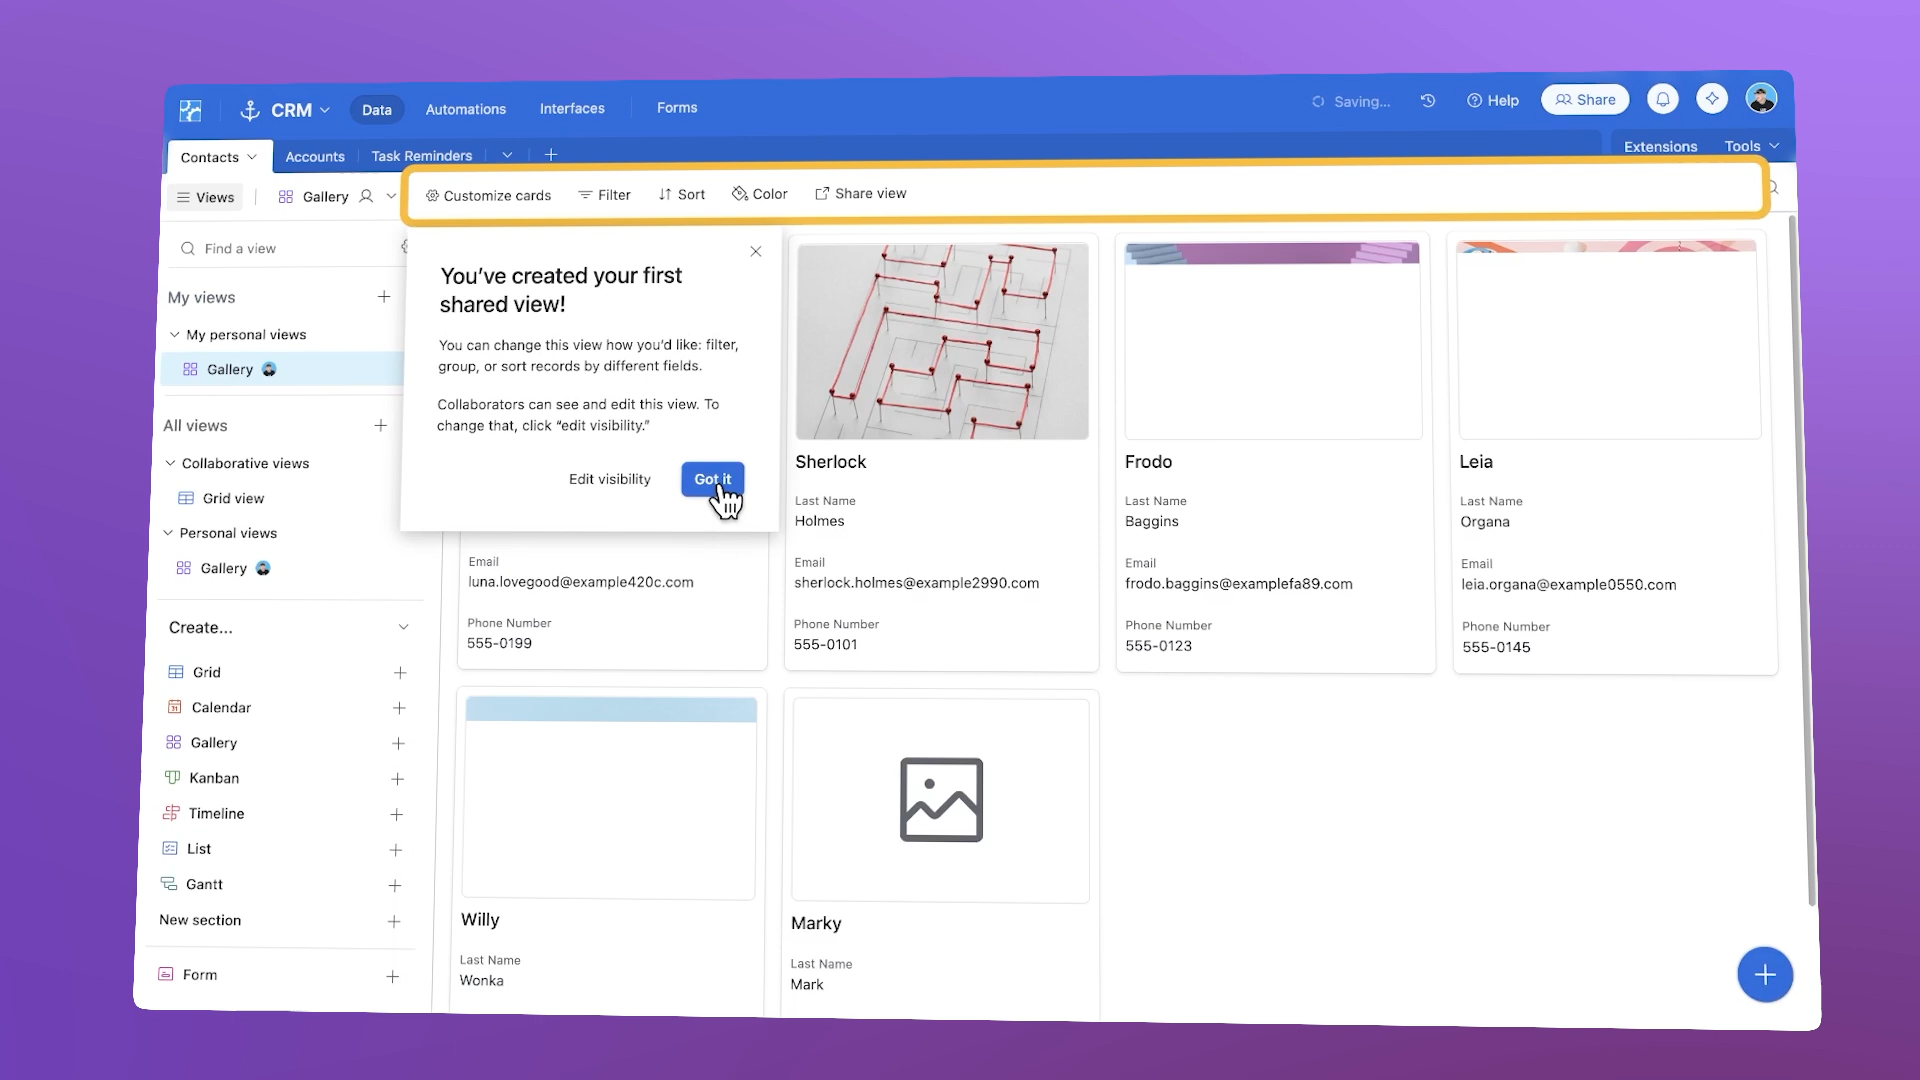 CRM
Data
Automations
Interfaces
Forms
Saving...
Help
Share
Contacts
Accounts
Task Reminders
Extensions
Tools
Views
Gallery
Customize cards
Filter
Sort
Color
Share view
Find a view
My views
My personal views
Gallery
All views
Collaborative views
Grid view
Personal views
Gallery
Create...
Grid
Calendar
Gallery
Kanban
Timeline
List
Gantt
New section
Form
You’ve created your first
shared view!
You can change this view how you’d like: filter,
group, or sort records by different fields.
Collaborators can see and edit this view. To
change that, click “edit visibility.”
Edit visibility
Got it
Email
luna.lovegood@example420c.com
Phone Number
555-0199
Sherlock
Last Name
Holmes
Email
sherlock.holmes@example2990.com
Phone Number
555-0101
Frodo
Last Name
Baggins
Email
frodo.baggins@examplefa89.com
Phone Number
555-0123
Leia
Last Name
Organa
Email
leia.organa@example0550.com
Phone Number
555-0145
Willy
Last Name
Wonka
Marky
Last Name
Mark